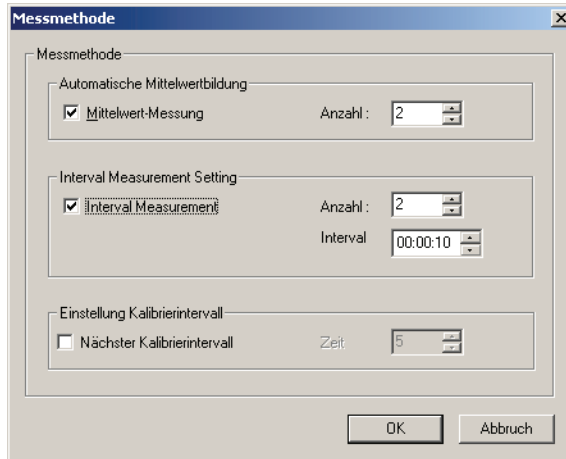 Messmethode
Messmethode
Automatische Mittelwertbildung
Mittelwert-Messung Anzahl : 2
Interval Measurement Setting
Interval Measurement Anzahl : 2
Interval 00:00:10
Einstellung Kalibrierintervall
Nächster Kalibrierintervall Zeit 5
OK Abbruch